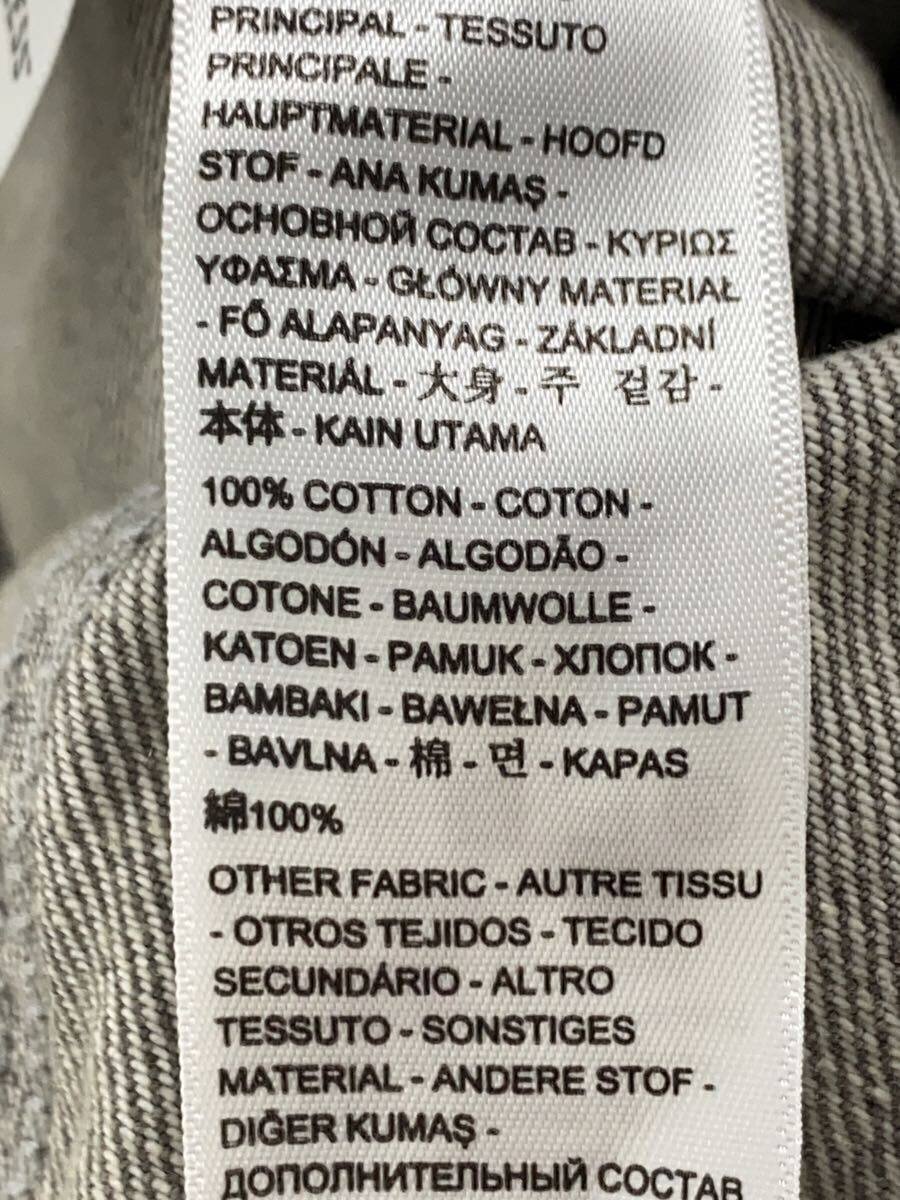 PRINCIPAL - TESSUTO
PRINCIPALE -
HAUPTMATERIAL - HOOFD
STOF - ANA KUMAŞ -
ОСНОВНОЙ СОСТАВ - ΚΥΡΙΩΣ
ΥΦΑΣΜΑ - GŁÓWNY MATERIAŁ
- FŐ ALAPANYAG - ZÁKLADNÍ
MATERIÁL - 大身 - 주 겉감 -
本体 - KAIN UTAMA
100% COTTON - COTON -
ALGODÓN - ALGODÃO -
COTONE - BAUMWOLLE -
KATOEN - PAMUK - ХЛОПОК -
BAMBAKI - BAWEŁNA - PAMUT
- BAVLNA - 棉 - 면 - KAPAS
綿100%
OTHER FABRIC - AUTRE TISSU
- OTROS TEJIDOS - TECIDO
SECUNDÁRIO - ALTRO
TESSUTO - SONSTIGES
MATERIAL - ANDERE STOF -
DIĞER KUMAŞ -
ДОПОЛНИТЕЛЬНЫЙ СОСТАВ